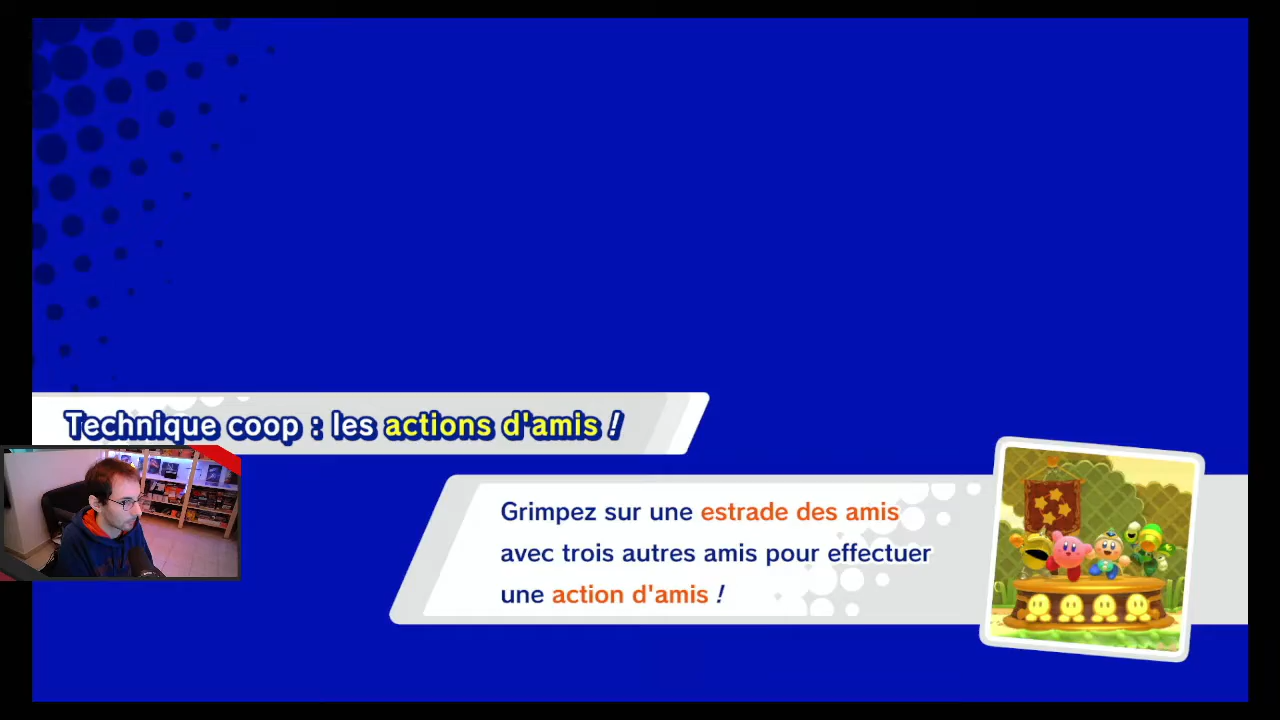 Technique coop : les actions d'amis !
Grimpez sur une estrade des amis
avec trois autres amis pour effectuer
une action d'amis !